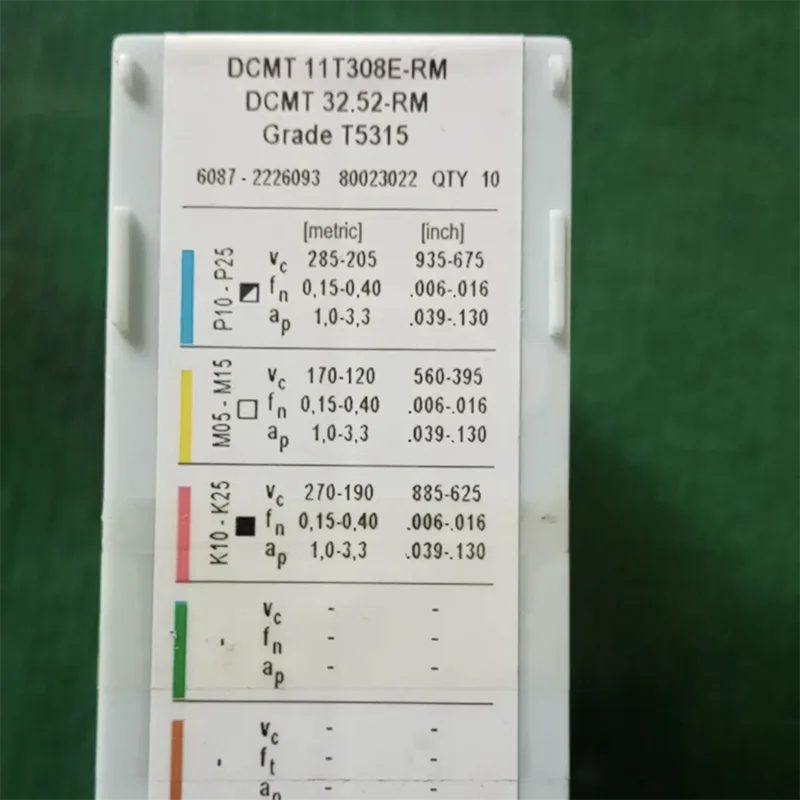 DCMT 11T308E-RM
DCMT 32.52-RM
Grade T5315
6087 - 2226093 80023022 QTY 10
[metric] [inch]
P10 - P25
vc 285-205 935-675
fn 0,15-0,40 .006-.016
ap 1,0-3,3 .039-.130
M05 - M15
vc 170-120 560-395
fn 0,15-0,40 .006-.016
ap 1,0-3,3 .039-.130
K10 - K25
vc 270-190 885-625
fn 0,15-0,40 .006-.016
ap 1,0-3,3 .039-.130
vc - -
fn - -
ap - -
vc - -
ft - -
ap - -